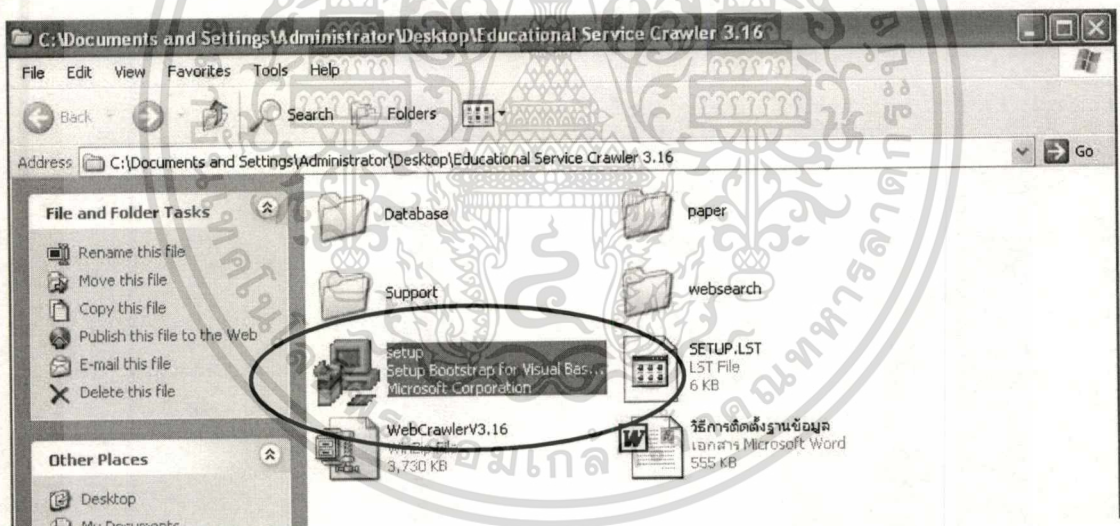 C:\Documents and Settings\Administrator\Desktop\Educational Service Crawler 3.16
File Edit View Favorites Tools Help
Back Search Folders
Address C:\Documents and Settings\Administrator\Desktop\Educational Service Crawler 3.16 Go
File and Folder Tasks
Rename this file
Move this file
Copy this file
Publish this file to the Web
E-mail this file
Delete this file
Other Places
Desktop
My Documents
Database
paper
Support
websearch
setup
Setup Bootstrap for Visual Bas...
Microsoft Corporation
SETUP.LST
LST File
6 KB
WebCrawlerV3.16
WinZip File
3,730 KB
วิธีการติดตั้งฐานข้อมูล
เอกสาร Microsoft Word
555 KB